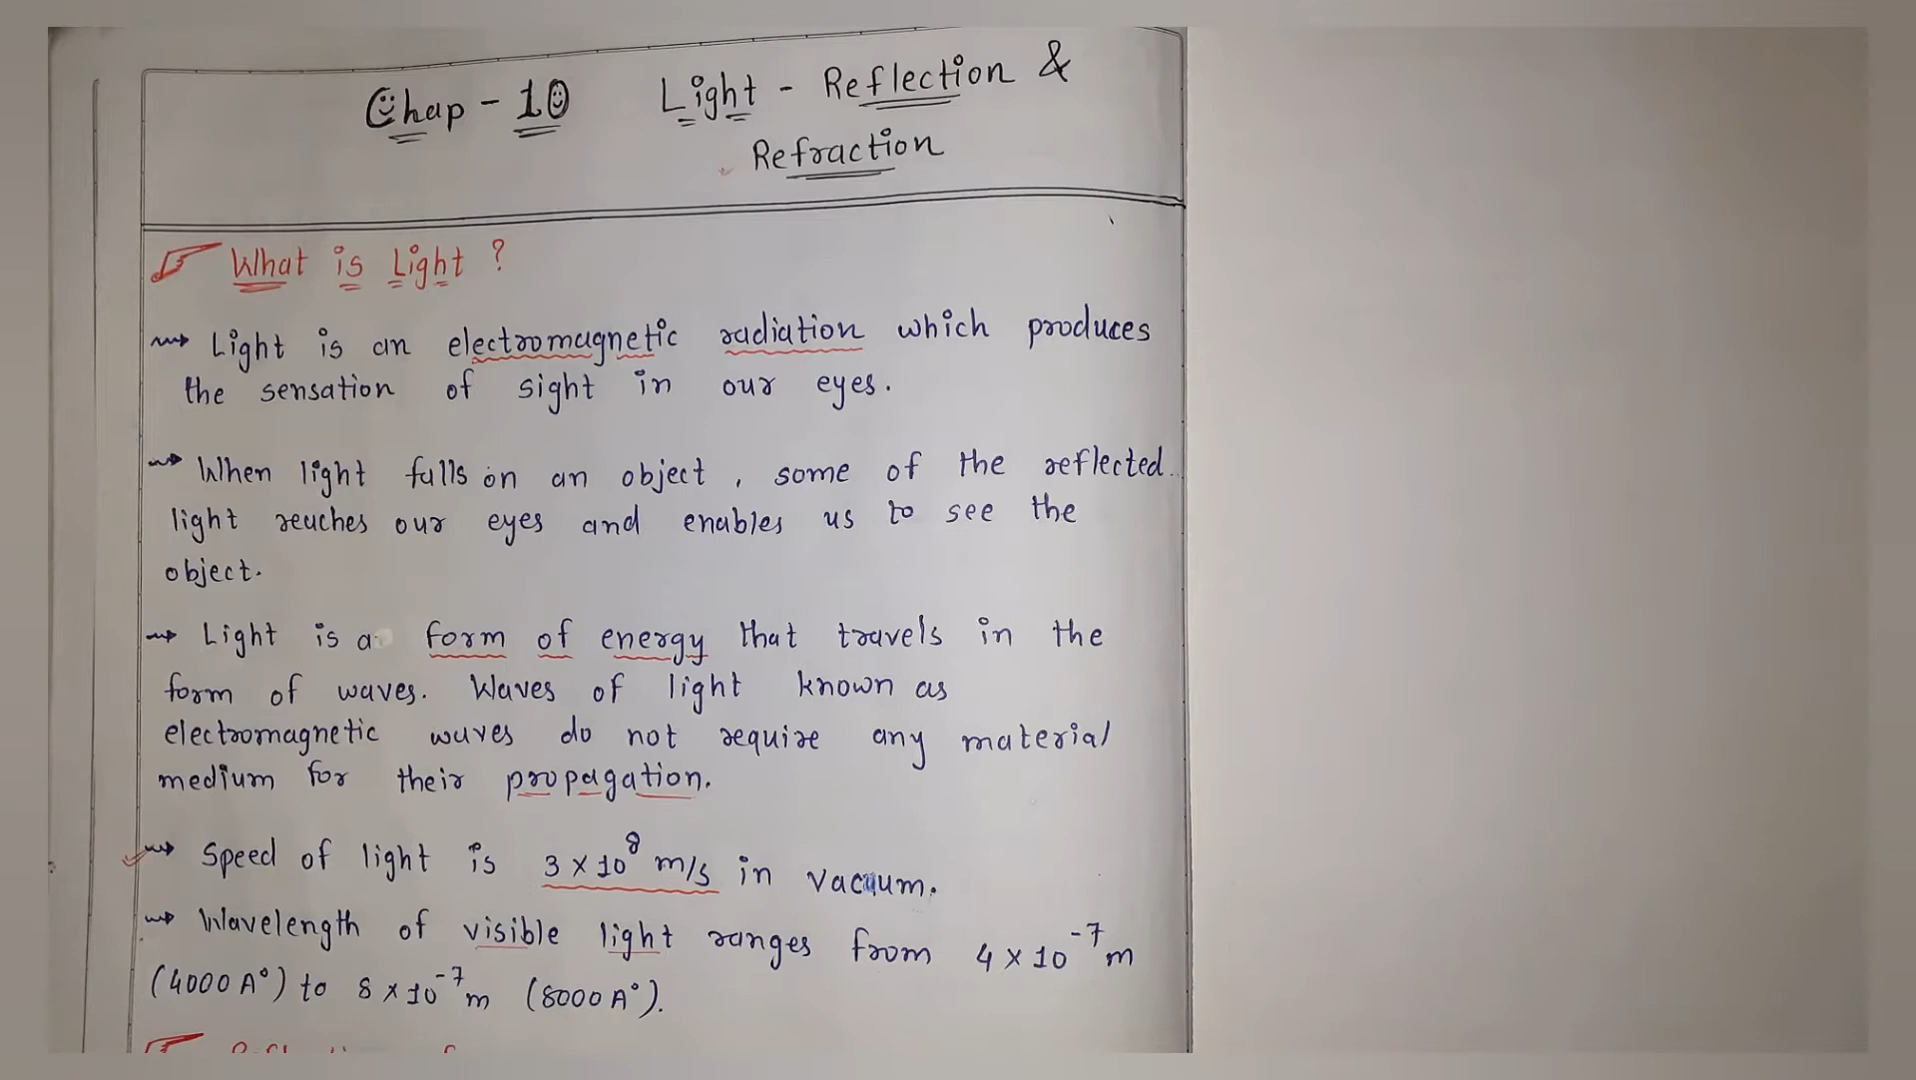 Chap - 10 Light - Reflection &
Refraction
What is Light ?
Light is an electromagnetic radiation which produces
the sensation of sight in our eyes.
When light falls on an object , some of the reflected
light reaches our eyes and enables us to see the
object.
Light is a form of energy that travels in the
form of waves. Waves of light known as
electromagnetic waves do not require any material
medium for their propagation.
Speed of light is 3 × 10⁸ m/s in vacuum.
Wavelength of visible light ranges from 4 × 10⁻⁷ m
(4000 A°) to 8 × 10⁻⁷ m (8000 A°).